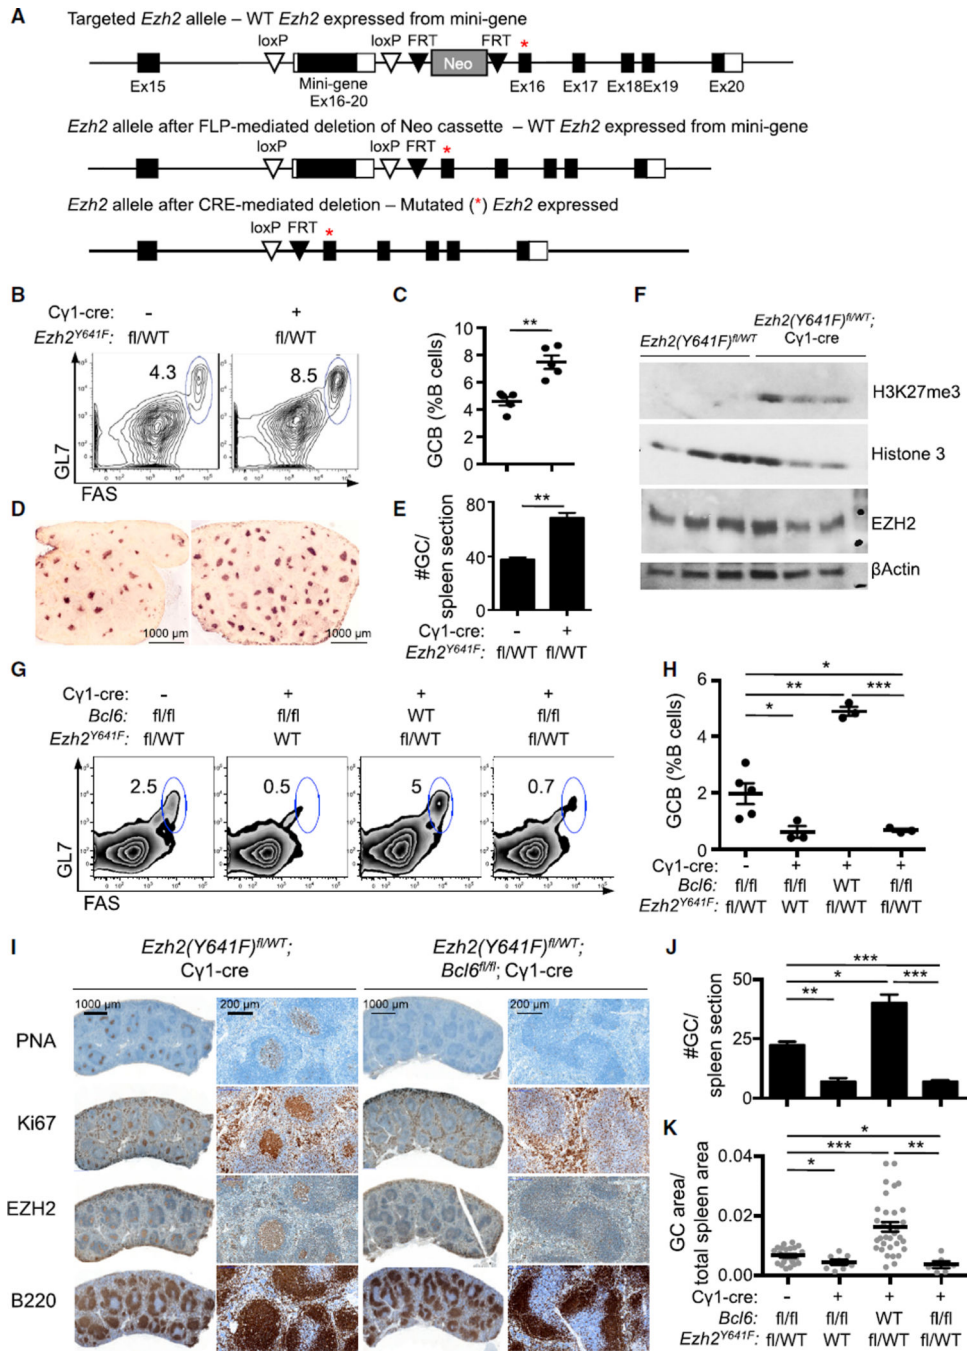 A
Targeted Ezh2 allele – WT Ezh2 expressed from mini-gene
loxP loxP FRT FRT *
Neo
Ex15 Mini-gene Ex16-20 Ex16 Ex17 Ex18 Ex19 Ex20
Ezh2 allele after FLP-mediated deletion of Neo cassette – WT Ezh2 expressed from mini-gene
loxP loxP FRT *
Ezh2 allele after CRE-mediated deletion – Mutated (*) Ezh2 expressed
loxP FRT *
B
Cγ1-cre: - +
Ezh2Y641F: fl/WT fl/WT
4.3 8.5
GL7
FAS
C
**
GCB (%B cells)
10
8
6
4
2
0
D
1000 µm 1000 µm
E
**
#GC/
spleen section
80
40
0
Cγ1-cre: - +
Ezh2Y641F: fl/WT fl/WT
F
Ezh2(Y641F)fl/WT
Ezh2(Y641F)fl/WT;
Cγ1-cre
H3K27me3
Histone 3
EZH2
βActin
G
Cγ1-cre: - + + +
Bcl6: fl/fl fl/fl WT fl/fl
Ezh2Y641F: fl/WT WT fl/WT fl/WT
2.5 0.5 5 0.7
GL7
FAS
H
*
** ***
*
GCB (%B cells)
6
4
2
0
Cγ1-cre: - + + +
Bcl6: fl/fl fl/fl WT fl/fl
Ezh2Y641F: fl/WT WT fl/WT fl/WT
I
Ezh2(Y641F)fl/WT;
Cγ1-cre
Ezh2(Y641F)fl/WT;
Bcl6fl/fl; Cγ1-cre
1000 µm 200 µm 1000 µm 200 µm
PNA
Ki67
EZH2
B220
J
***
* ***
**
#GC/
spleen section
50
25
0
K
*
*** **
*
GC area/
total spleen area
0.04
0.02
0.00
Cγ1-cre: - + + +
Bcl6: fl/fl fl/fl WT fl/fl
Ezh2Y641F: fl/WT WT fl/WT fl/WT